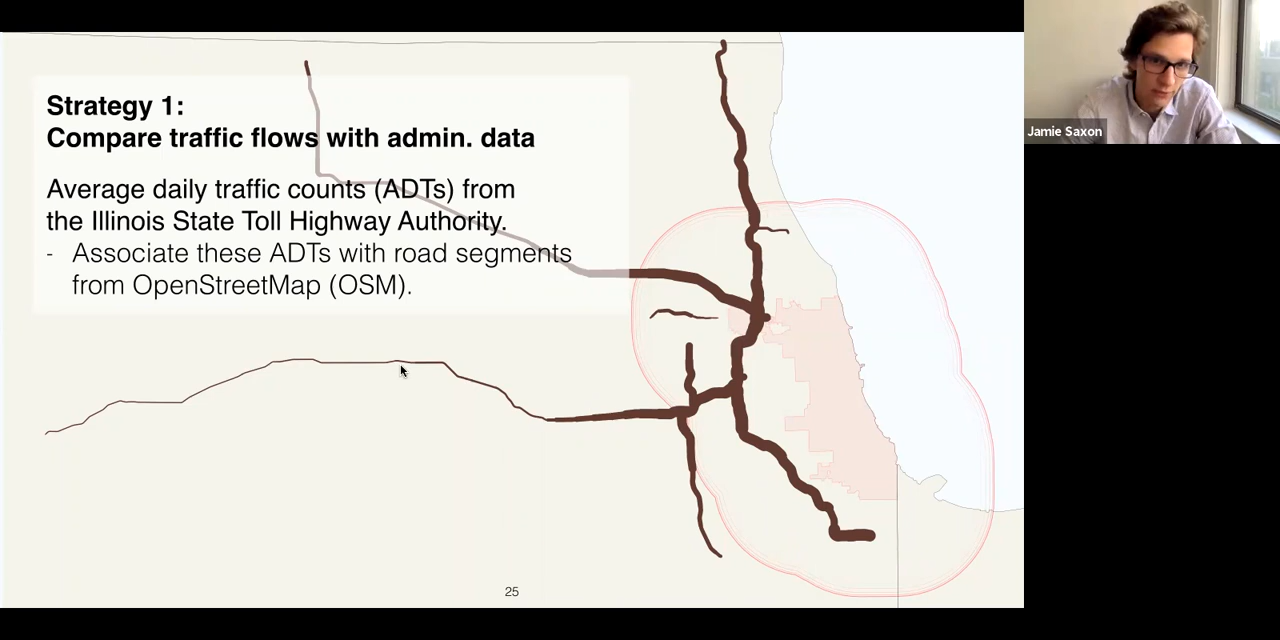 Strategy 1:
Compare traffic flows with admin. data
Average daily traffic counts (ADTs) from
the Illinois State Toll Highway Authority.
- Associate these ADTs with road segments
from OpenStreetMap (OSM).
25
Jamie Saxon